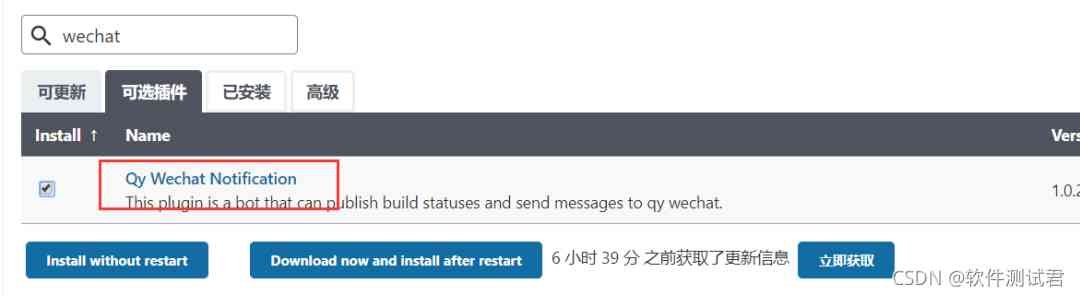 wechat
可更新 可选插件 已安装 高级
Install ↑ Name Vers
Qy Wechat Notification 1.0.2
This plugin is a bot that can publish build statuses and send messages to qy wechat.
Install without restart Download now and install after restart 6 小时 39 分 之前获取了更新信息 立即获取
CSDN @软件测试君